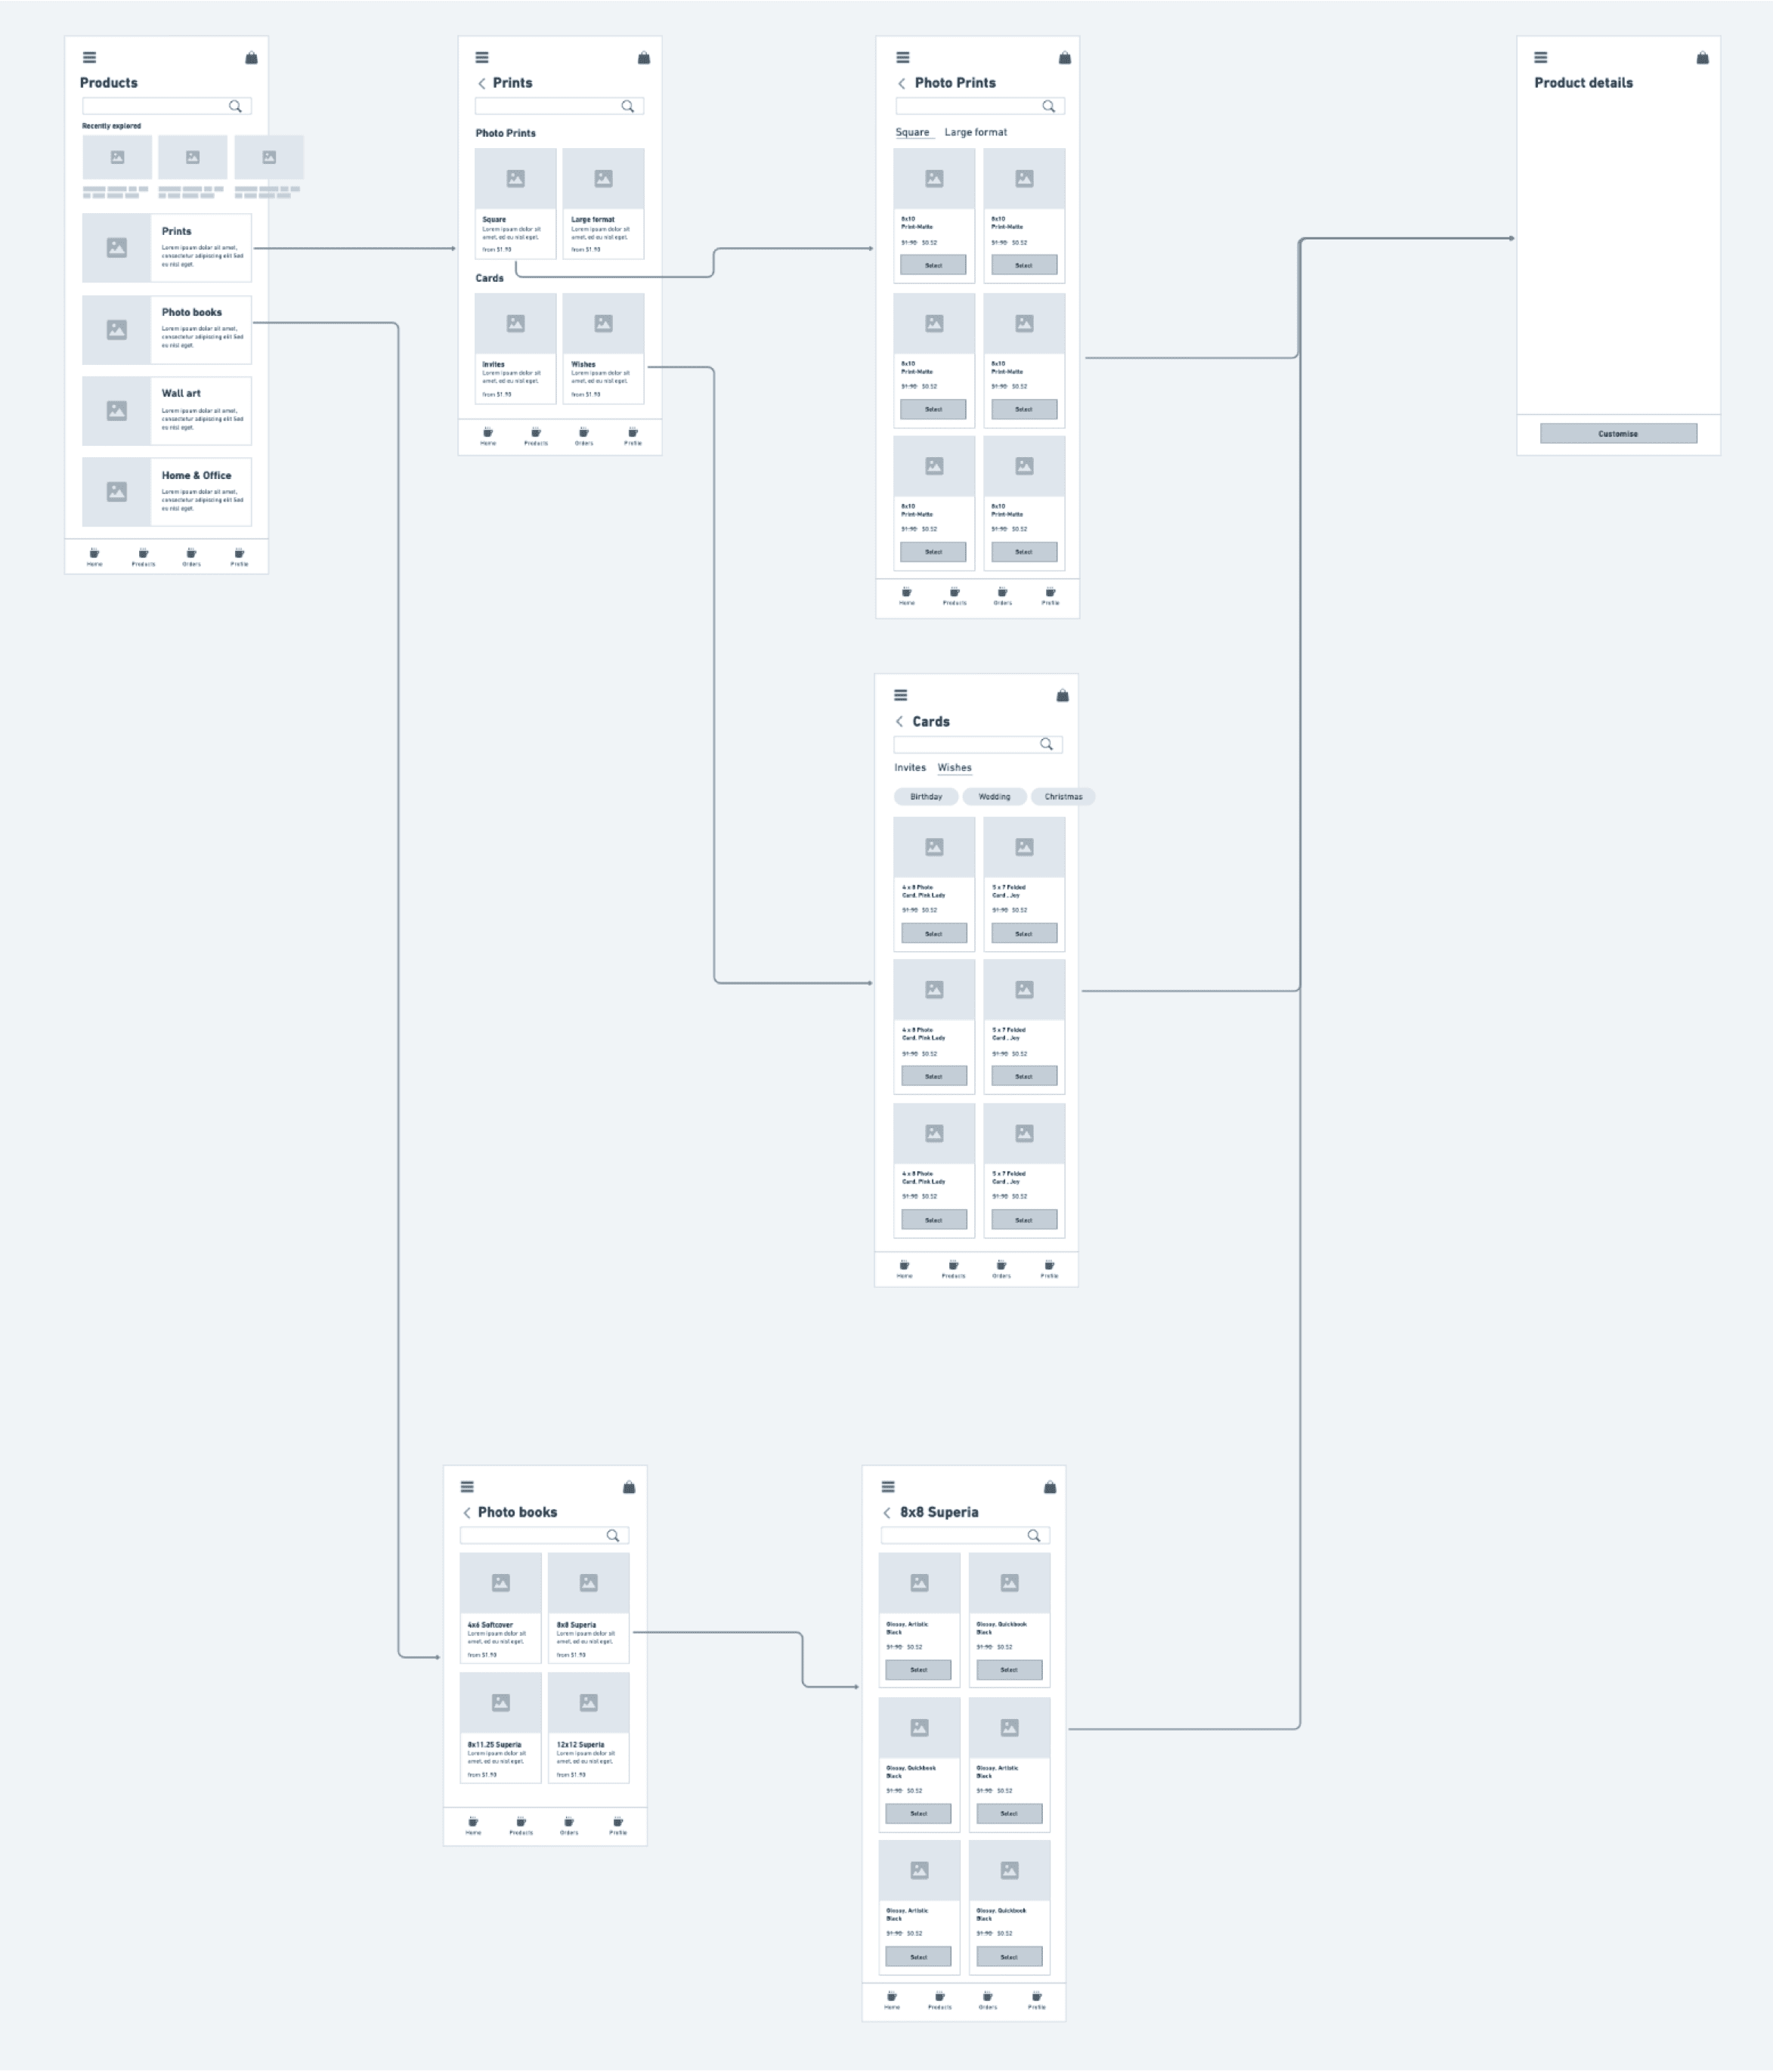 Products
Recently explored
Prints
Lorem ipsum dolor sit amet,
consectetur adipiscing elit Sed
eu nisl eget.
Photo books
Lorem ipsum dolor sit amet,
consectetur adipiscing elit Sed
eu nisl eget.
Wall art
Lorem ipsum dolor sit amet,
consectetur adipiscing elit Sed
eu nisl eget.
Home & Office
Lorem ipsum dolor sit amet,
consectetur adipiscing elit Sed
eu nisl eget.
Home Products Orders Profile
Prints
Photo Prints
Square
Lorem ipsum dolor sit
amet, ed eu nisl eget.
from $1.90
Large format
Lorem ipsum dolor sit
amet, ed eu nisl eget.
from $1.90
Cards
Invites
Lorem ipsum dolor sit
amet, ed eu nisl eget.
from $1.90
Wishes
Lorem ipsum dolor sit
amet, ed eu nisl eget.
from $1.90
Home Products Orders Profile
Photo Prints
Square Large format
8x10
Print-Matte
$1.90 $0.52
Select
8x10
Print-Matte
$1.90 $0.52
Select
8x10
Print-Matte
$1.90 $0.52
Select
8x10
Print-Matte
$1.90 $0.52
Select
8x10
Print-Matte
$1.90 $0.52
Select
8x10
Print-Matte
$1.90 $0.52
Select
Home Products Orders Profile
Product details
Customise
Cards
Invites Wishes
Birthday Wedding Christmas
4 x 8 Photo
Card, Pink Lady
$1.90 $0.52
Select
5 x 7 Folded
Card , Joy
$1.90 $0.52
Select
4 x 8 Photo
Card, Pink Lady
$1.90 $0.52
Select
5 x 7 Folded
Card , Joy
$1.90 $0.52
Select
4 x 8 Photo
Card, Pink Lady
$1.90 $0.52
Select
5 x 7 Folded
Card , Joy
$1.90 $0.52
Select
Home Products Orders Profile
Photo books
4x6 Softcover
Lorem ipsum dolor sit
amet, ed eu nisl eget.
from $1.90
8x8 Superia
Lorem ipsum dolor sit
amet, ed eu nisl eget.
from $1.90
8x11.25 Superia
Lorem ipsum dolor sit
amet, ed eu nisl eget.
from $1.90
12x12 Superia
Lorem ipsum dolor sit
amet, ed eu nisl eget.
from $1.90
Home Products Orders Profile
8x8 Superia
Glossy, Artistic
Black
$1.90 $0.52
Select
Glossy, Quickbook
Black
$1.90 $0.52
Select
Glossy, Quickbook
Black
$1.90 $0.52
Select
Glossy, Artistic
Black
$1.90 $0.52
Select
Glossy, Artistic
Black
$1.90 $0.52
Select
Glossy, Quickbook
Black
$1.90 $0.52
Select
Home Products Orders Profile